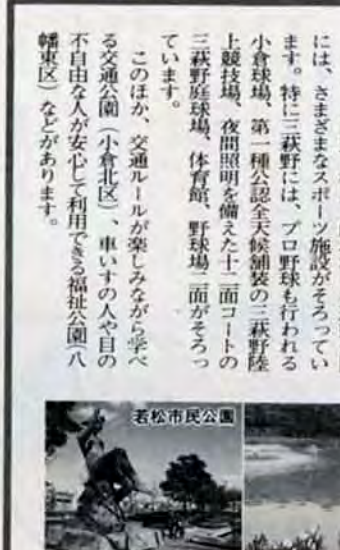 には、さまざまなスポーツ施設がそろってい
ます。特に三萩野には、プロ野球も行われる
小倉球場、第一種公認全天候舗装の三萩野陸
上競技場、夜間照明を備えた十二面コートの
三萩野庭球場、体育館、野球場二面がそろっ
ています。
　このほか、交通ルールが楽しみながら学べ
る交通公園（小倉北区）、車いすの人や目の
不自由な人が安心して利用できる福祉公園（八
幡東区）などがあります。
若松市民公園